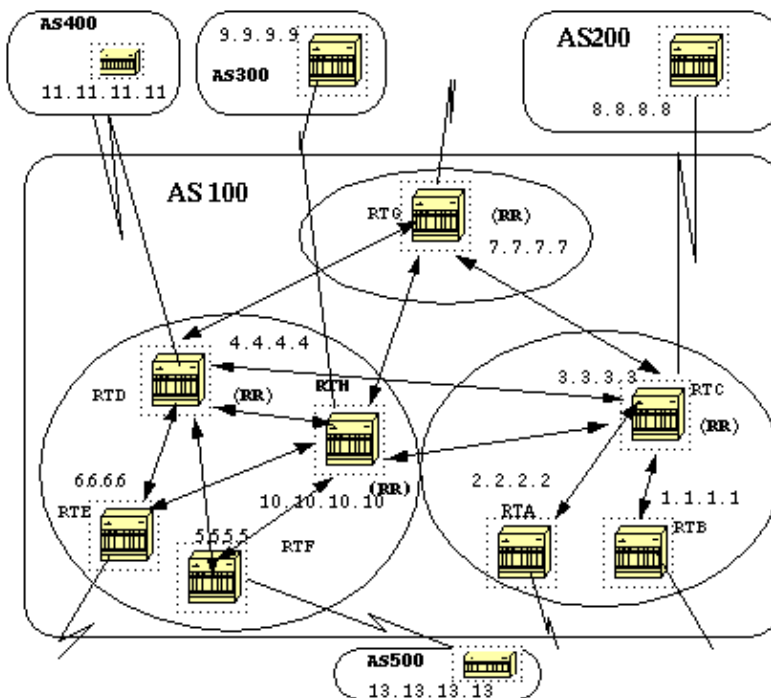 AS400
11.11.11.11
9.9.9.9
AS300
AS200
8.8.8.8
AS 100
RTG
(RR)
7.7.7.7
4.4.4.4
RTD
(RR)
RTH
3.3.3.3
RTC
(RR)
6.6.6.6
RTE
10.10.10.10
(RR)
5.5.5.5
RTF
2.2.2.2
RTA
1.1.1.1
RTB
AS500
13.13.13.13